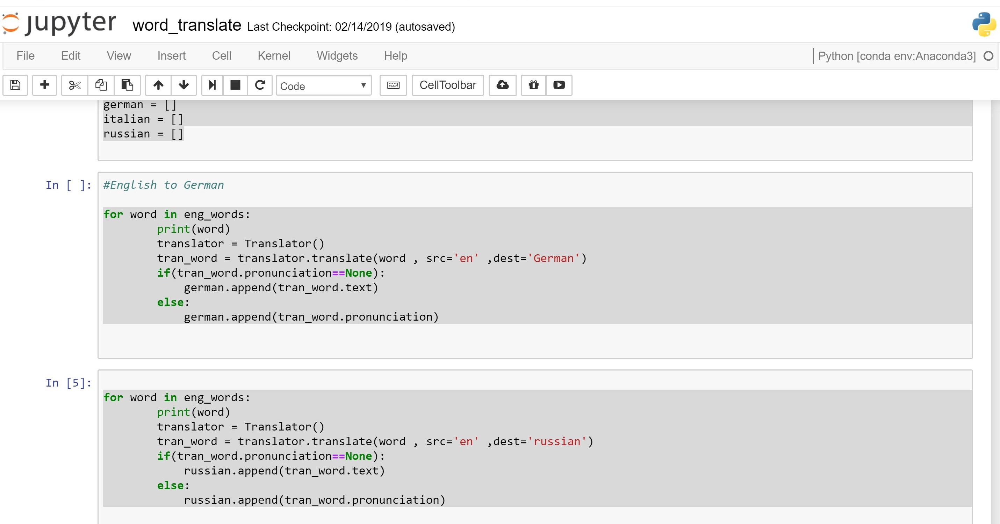 jupyter word_translate Last Checkpoint: 02/14/2019 (autosaved)
File Edit View Insert Cell Kernel Widgets Help Python [conda env:Anaconda3]
Code CellToolbar
german = []
italian = []
russian = []
In [ ]: #English to German
for word in eng_words:
        print(word)
        translator = Translator()
        tran_word = translator.translate(word , src='en' ,dest='German')
        if(tran_word.pronunciation==None):
            german.append(tran_word.text)
        else:
            german.append(tran_word.pronunciation)
In [5]:
for word in eng_words:
        print(word)
        translator = Translator()
        tran_word = translator.translate(word , src='en' ,dest='russian')
        if(tran_word.pronunciation==None):
            russian.append(tran_word.text)
        else:
            russian.append(tran_word.pronunciation)